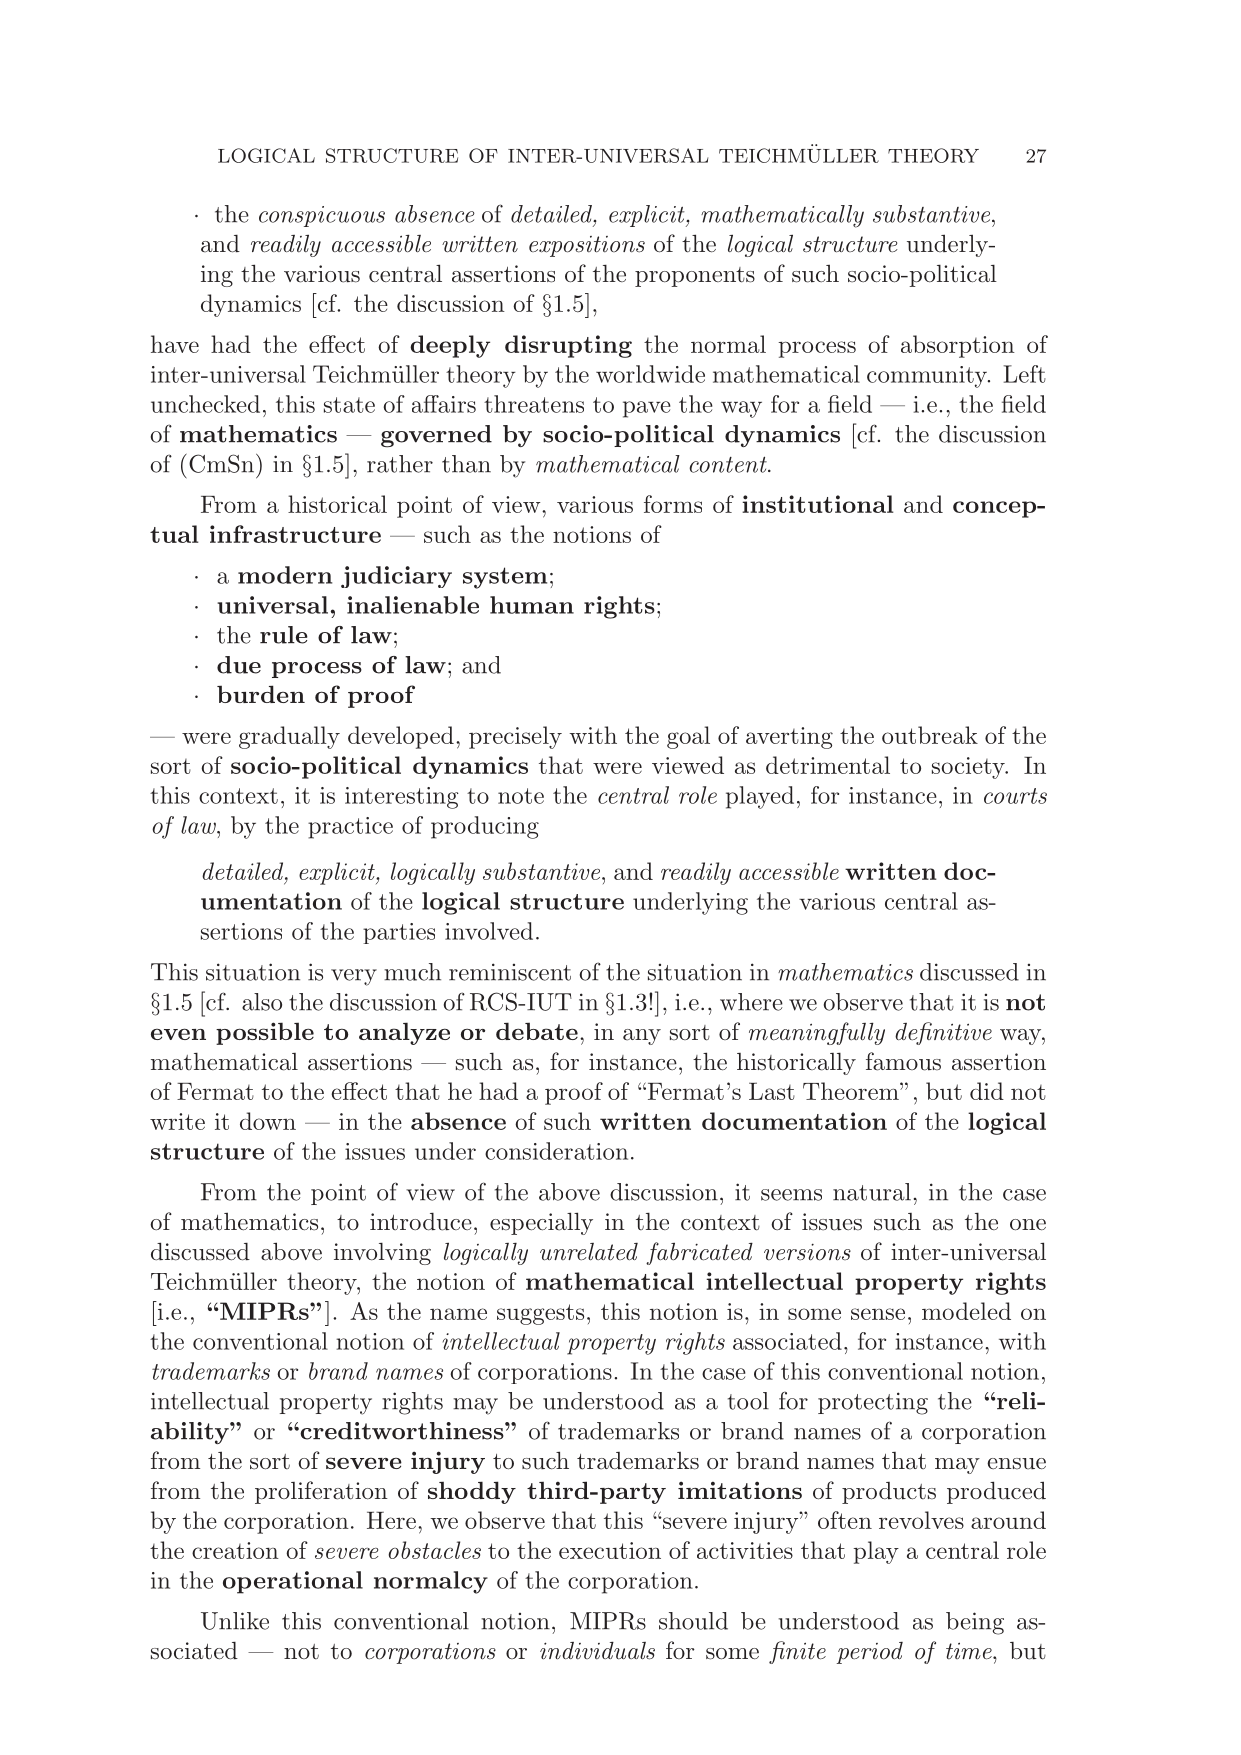 LOGICAL STRUCTURE OF INTER-UNIVERSAL TEICHMÜLLER THEORY 27
· the conspicuous absence of detailed, explicit, mathematically substantive,
and readily accessible written expositions of the logical structure underly-
ing the various central assertions of the proponents of such socio-political
dynamics [cf. the discussion of §1.5],
have had the effect of deeply disrupting the normal process of absorption of
inter-universal Teichmüller theory by the worldwide mathematical community. Left
unchecked, this state of affairs threatens to pave the way for a field — i.e., the field
of mathematics — governed by socio-political dynamics [cf. the discussion
of (CmSn) in §1.5], rather than by mathematical content.
From a historical point of view, various forms of institutional and concep-
tual infrastructure — such as the notions of
· a modern judiciary system;
· universal, inalienable human rights;
· the rule of law;
· due process of law; and
· burden of proof
— were gradually developed, precisely with the goal of averting the outbreak of the
sort of socio-political dynamics that were viewed as detrimental to society. In
this context, it is interesting to note the central role played, for instance, in courts
of law, by the practice of producing
detailed, explicit, logically substantive, and readily accessible written doc-
umentation of the logical structure underlying the various central as-
sertions of the parties involved.
This situation is very much reminiscent of the situation in mathematics discussed in
§1.5 [cf. also the discussion of RCS-IUT in §1.3!], i.e., where we observe that it is not
even possible to analyze or debate, in any sort of meaningfully definitive way,
mathematical assertions — such as, for instance, the historically famous assertion
of Fermat to the effect that he had a proof of “Fermat’s Last Theorem”, but did not
write it down — in the absence of such written documentation of the logical
structure of the issues under consideration.
From the point of view of the above discussion, it seems natural, in the case
of mathematics, to introduce, especially in the context of issues such as the one
discussed above involving logically unrelated fabricated versions of inter-universal
Teichmüller theory, the notion of mathematical intellectual property rights
[i.e., “MIPRs”]. As the name suggests, this notion is, in some sense, modeled on
the conventional notion of intellectual property rights associated, for instance, with
trademarks or brand names of corporations. In the case of this conventional notion,
intellectual property rights may be understood as a tool for protecting the “reli-
ability” or “creditworthiness” of trademarks or brand names of a corporation
from the sort of severe injury to such trademarks or brand names that may ensue
from the proliferation of shoddy third-party imitations of products produced
by the corporation. Here, we observe that this “severe injury” often revolves around
the creation of severe obstacles to the execution of activities that play a central role
in the operational normalcy of the corporation.
Unlike this conventional notion, MIPRs should be understood as being as-
sociated — not to corporations or individuals for some finite period of time, but